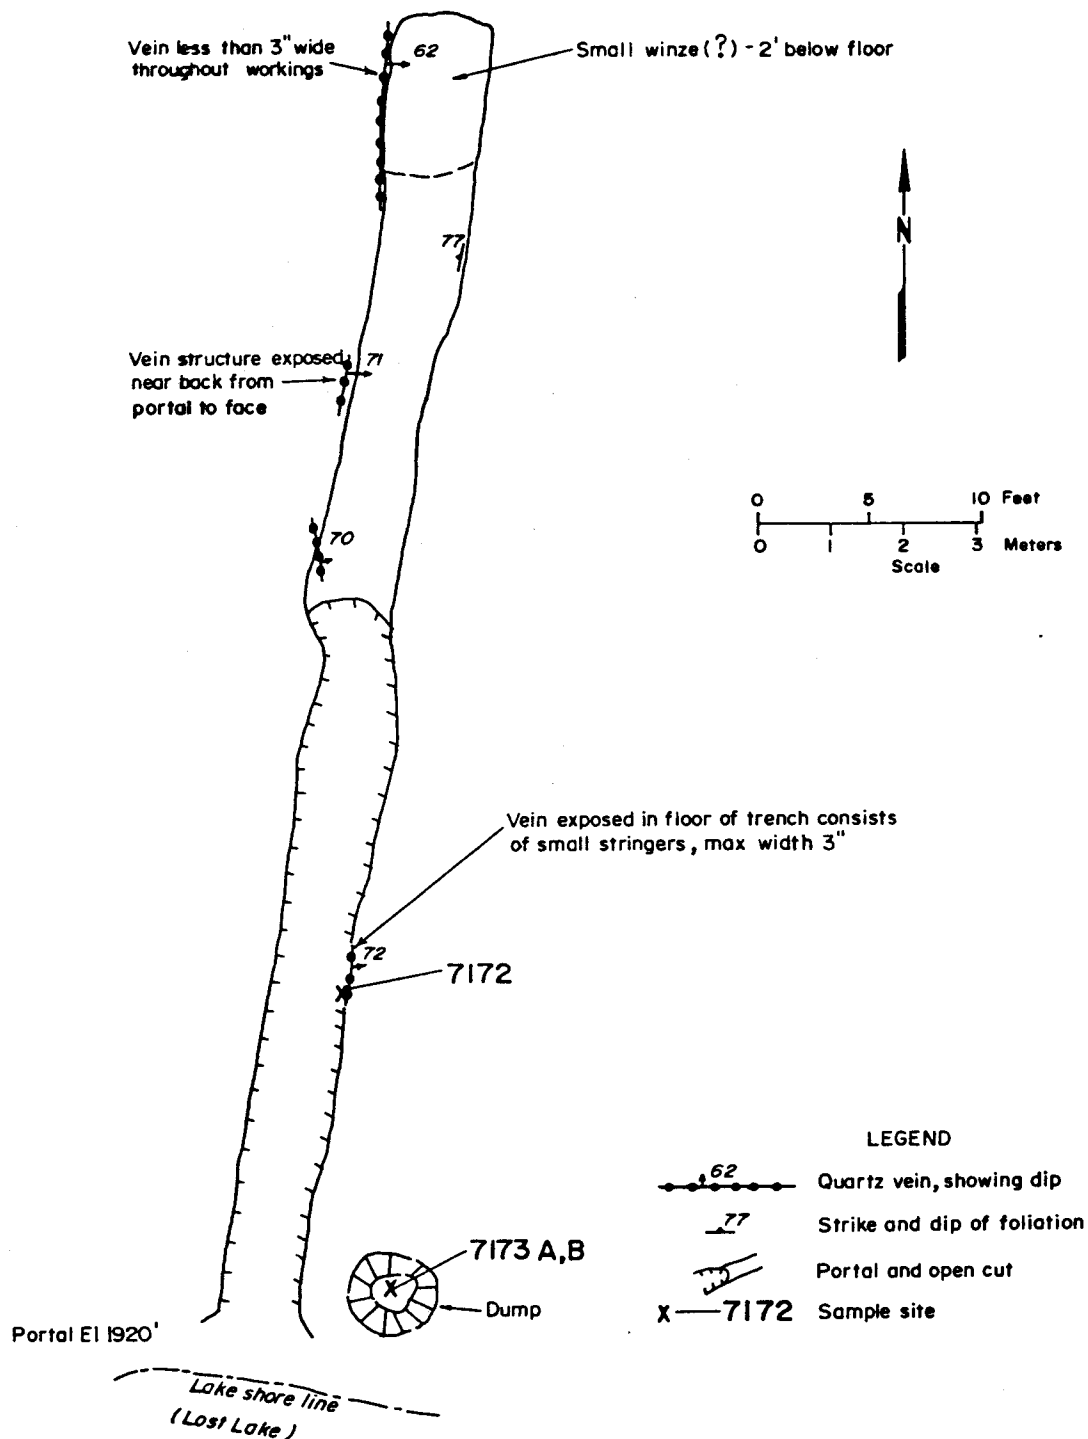 Vein less than 3" wide
throughout workings
62
Small winze (?) - 2' below floor
N
77
Vein structure exposed
near back from
portal to face
71
0 5 10 Feet
0 1 2 3 Meters
Scale
70
Vein exposed in floor of trench consists
of small stringers, max width 3"
72
7172
LEGEND
62 Quartz vein, showing dip
77 Strike and dip of foliation
Portal and open cut
X 7172 Sample site
7173 A,B
X
Dump
Portal El 1920'
Lake shore line
(Lost Lake)